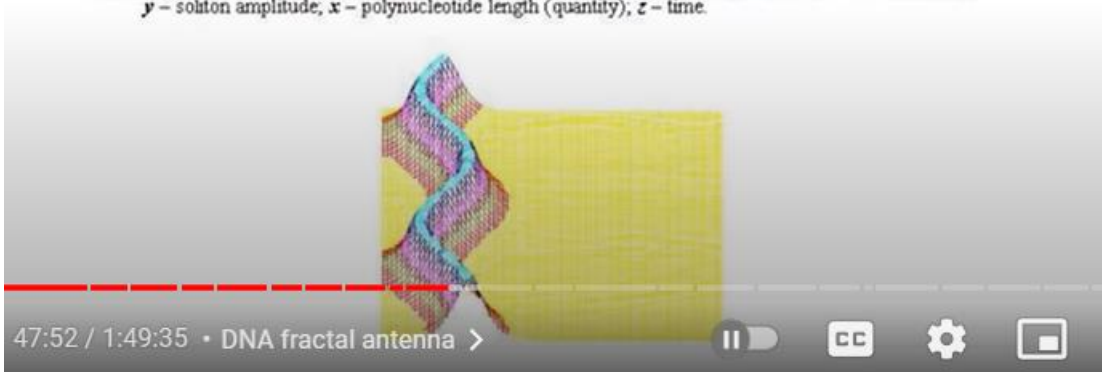 y – soliton amplitude; x – polynucleotide length (quantity); z – time.
47:52 / 1:49:35 • DNA fractal antenna >
CC